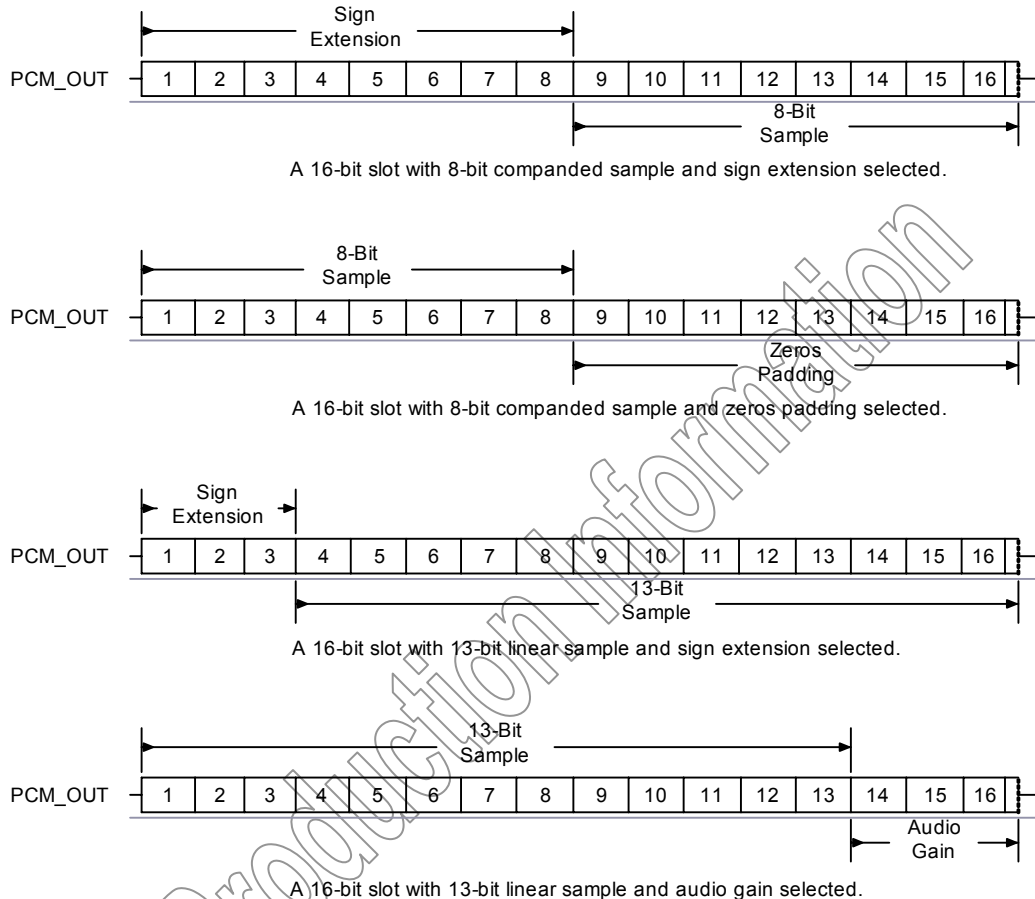 Sign
Extension
PCM_OUT 1 2 3 4 5 6 7 8 9 10 11 12 13 14 15 16
8-Bit
Sample
A 16-bit slot with 8-bit companded sample and sign extension selected.
8-Bit
Sample
PCM_OUT 1 2 3 4 5 6 7 8 9 10 11 12 13 14 15 16
Zeros
Padding
A 16-bit slot with 8-bit companded sample and zeros padding selected.
Sign
Extension
PCM_OUT 1 2 3 4 5 6 7 8 9 10 11 12 13 14 15 16
13-Bit
Sample
A 16-bit slot with 13-bit linear sample and sign extension selected.
13-Bit
Sample
PCM_OUT 1 2 3 4 5 6 7 8 9 10 11 12 13 14 15 16
Audio
Gain
A 16-bit slot with 13-bit linear sample and audio gain selected.
Production Information